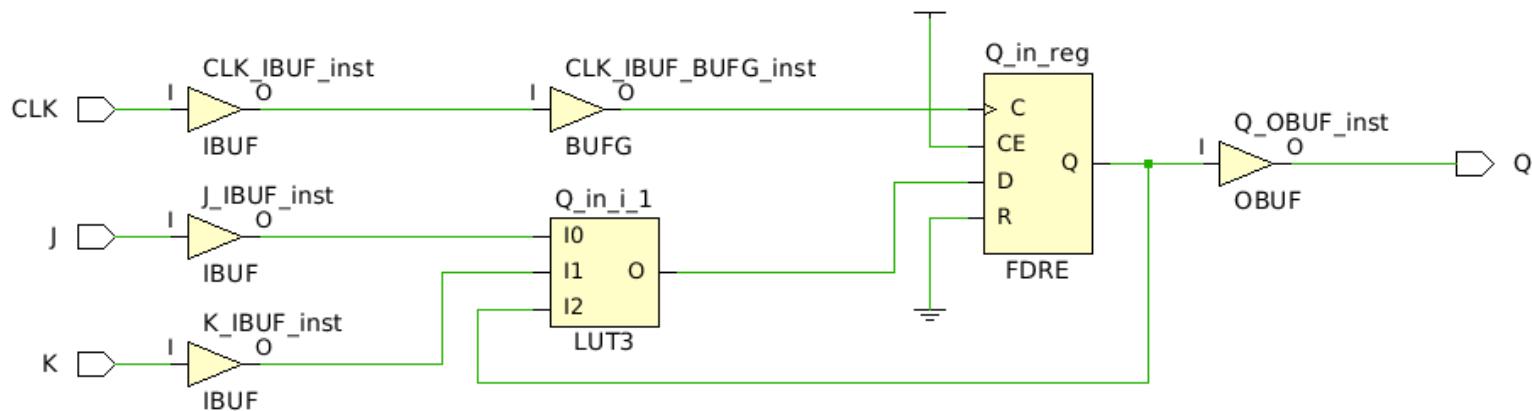 Q_in_reg
CLK_IBUF_inst
CLK_IBUF_BUFG_inst
CLK
I
O
I
O
C
IBUF
BUFG
CE
Q_OBUF_inst
I
O
Q
Q
OBUF
D
J_IBUF_inst
Q_in_i_1
R
I
O
J
I0
IBUF
I1
O
FDRE
I2
K_IBUF_inst
LUT3
I
O
K
IBUF